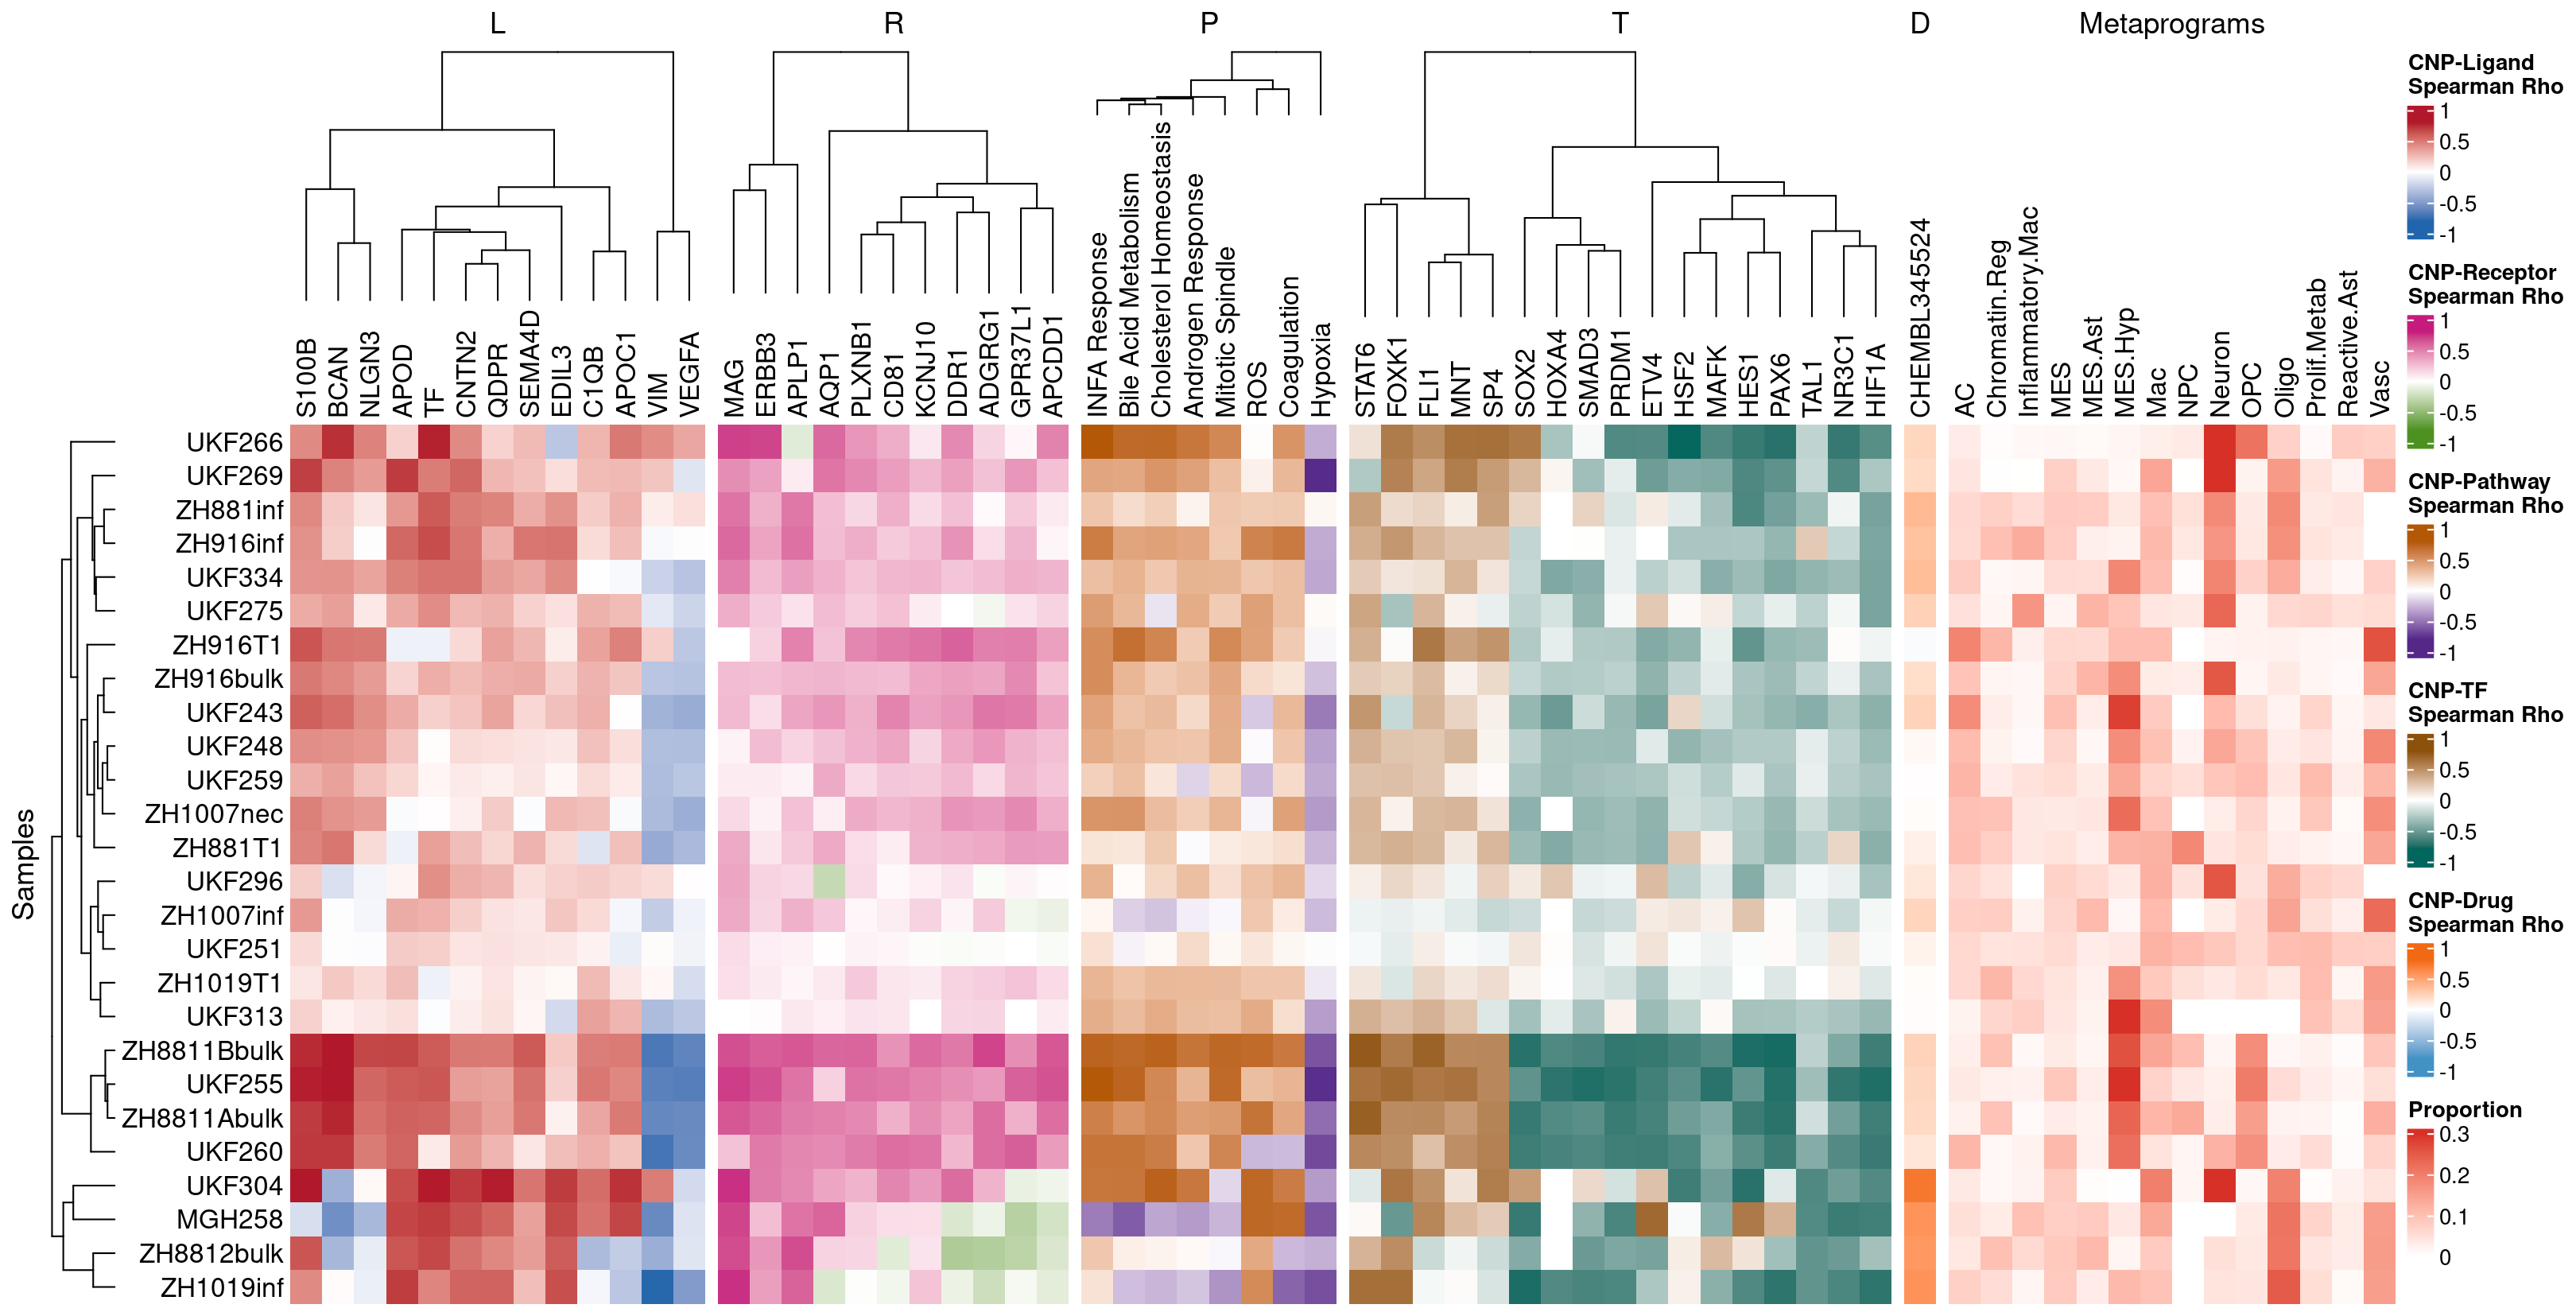 L R P T D Metaprograms
S100B
BCAN
NLGN3
APOD
TF
CNTN2
QDPR
SEMA4D
EDIL3
C1QB
APOC1
VIM
VEGFA
MAG
ERBB3
APLP1
AQP1
PLXNB1
CD81
KCNJ10
DDR1
ADGRG1
GPR37L1
APCDD1
INFA Response
Bile Acid Metabolism
Cholesterol Homeostasis
Androgen Response
Mitotic Spindle
ROS
Coagulation
Hypoxia
STAT6
FOXK1
FLI1
MNT
SP4
SOX2
HOXA4
SMAD3
PRDM1
ETV4
HSF2
MAFK
HES1
PAX6
TAL1
NR3C1
HIF1A
CHEMBL345524
AC
Chromatin.Reg
Inflammatory.Mac
MES
MES.Ast
MES.Hyp
Mac
NPC
Neuron
OPC
Oligo
Prolif.Metab
Reactive.Ast
Vasc
Samples
UKF266
UKF269
ZH881inf
ZH916inf
UKF334
UKF275
ZH916T1
ZH916bulk
UKF243
UKF248
UKF259
ZH1007nec
ZH881T1
UKF296
ZH1007inf
UKF251
ZH1019T1
UKF313
ZH8811Bbulk
UKF255
ZH8811Abulk
UKF260
UKF304
MGH258
ZH8812bulk
ZH1019inf
CNP-Ligand
Spearman Rho
1
0.5
0
-0.5
-1
CNP-Receptor
Spearman Rho
1
0.5
0
-0.5
-1
CNP-Pathway
Spearman Rho
1
0.5
0
-0.5
-1
CNP-TF
Spearman Rho
1
0.5
0
-0.5
-1
CNP-Drug
Spearman Rho
1
0.5
0
-0.5
-1
Proportion
0.3
0.2
0.1
0